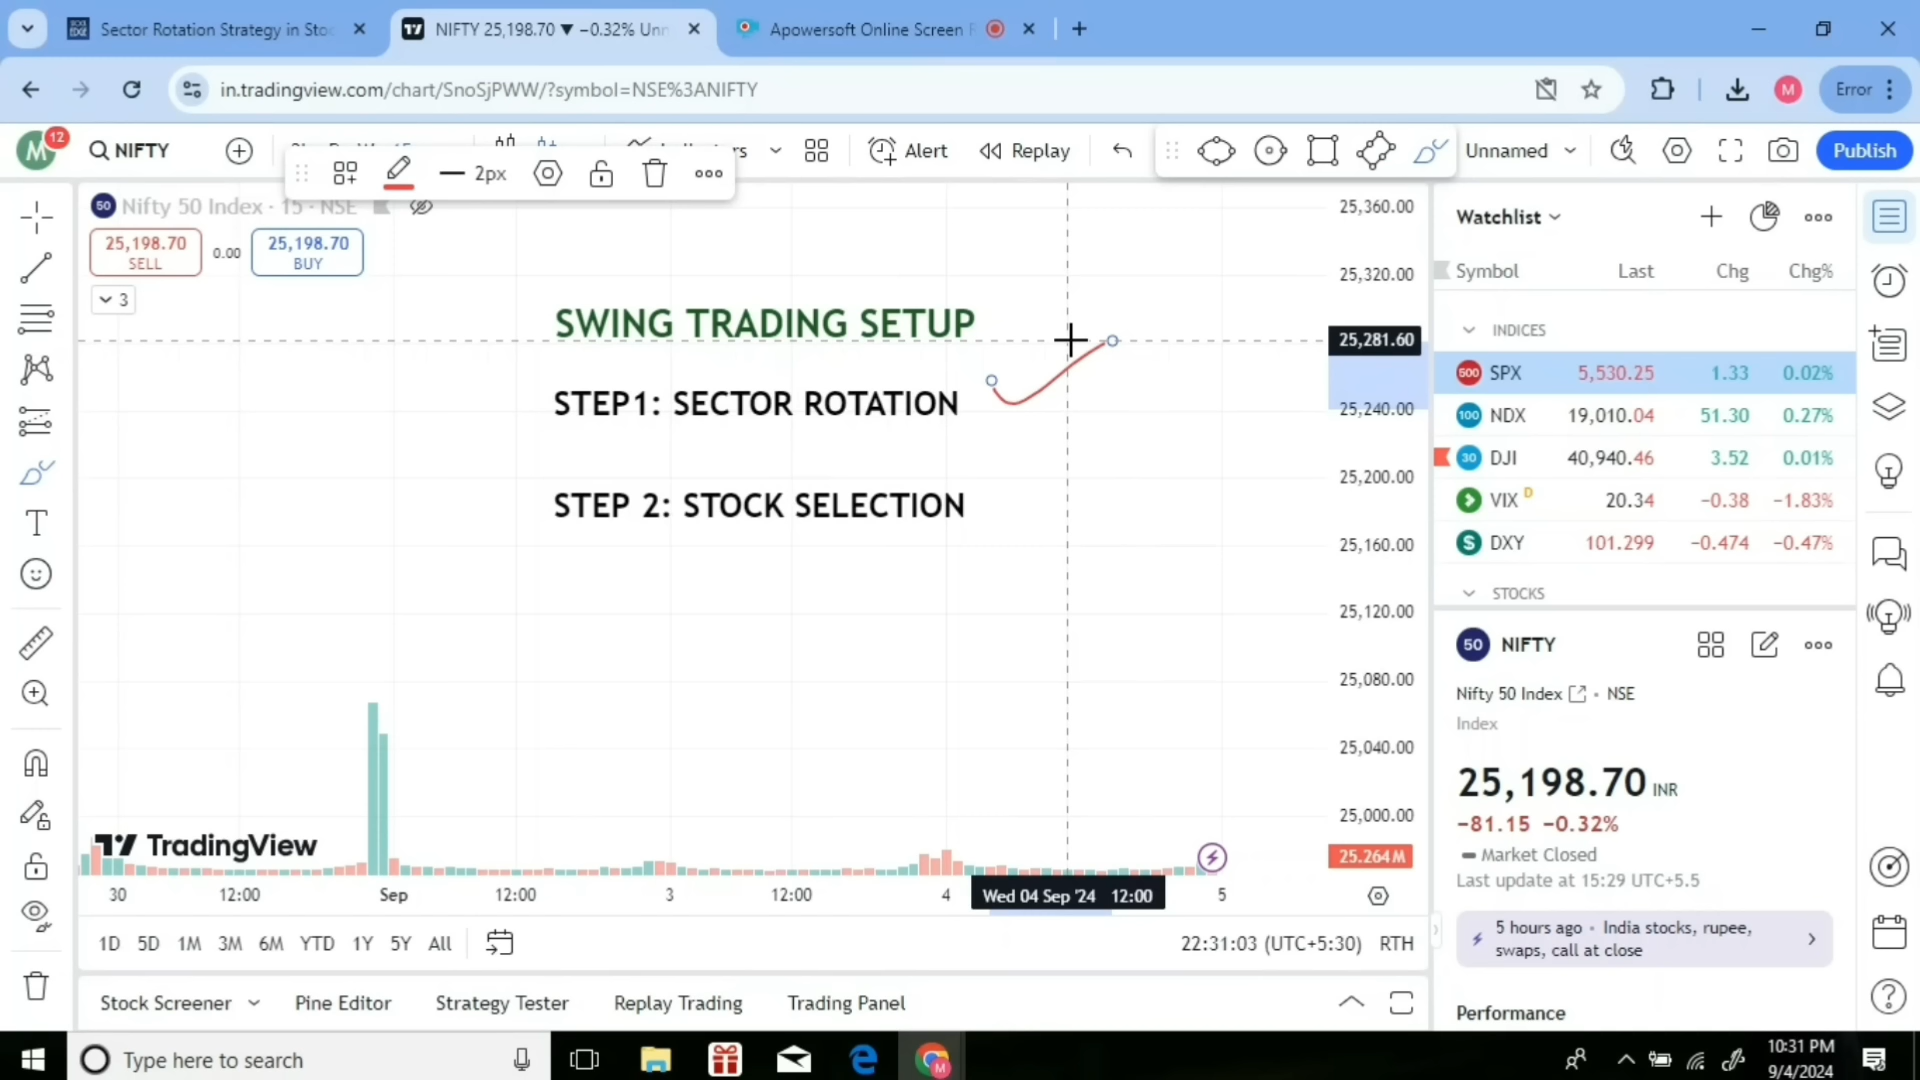 Sector Rotation Strategy in Stoc
NIFTY 25,198.70 ▼ −0.32% Unn
Apowersoft Online Screen R
in.tradingview.com/chart/SnoSjPWW/?symbol=NSE%3ANIFTY
Error
M
12
NIFTY
Alert
Replay
Unnamed
Publish
2px
Nifty 50 Index · 15 · NSE
25,198.70
SELL
0.00
25,198.70
BUY
3
SWING TRADING SETUP
STEP1: SECTOR ROTATION
STEP 2: STOCK SELECTION
25,360.00
25,320.00
25,281.60
25,240.00
25,200.00
25,160.00
25,120.00
25,080.00
25,040.00
25,000.00
25.264M
TradingView
30 12:00 Sep 12:00 3 12:00 4 Wed 04 Sep '24 12:00 5
1D 5D 1M 3M 6M YTD 1Y 5Y All
22:31:03 (UTC+5:30) RTH
Stock Screener Pine Editor Strategy Tester Replay Trading Trading Panel
Watchlist
Symbol Last Chg Chg%
INDICES
500 SPX 5,530.25 1.33 0.02%
100 NDX 19,010.04 51.30 0.27%
30 DJI 40,940.46 3.52 0.01%
VIX D 20.34 −0.38 −1.83%
S DXY 101.299 −0.474 −0.47%
STOCKS
50 NIFTY
Nifty 50 Index • NSE
Index
25,198.70 INR
−81.15 −0.32%
Market Closed
Last update at 15:29 UTC+5.5
5 hours ago • India stocks, rupee,
swaps, call at close
Performance
Type here to search
10:31 PM
9/4/2024